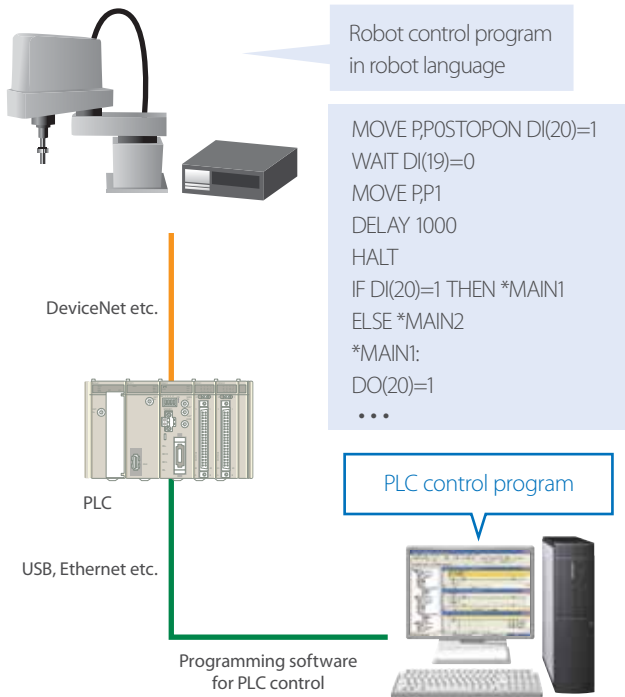 Robot control program
in robot language
MOVE P,P0STOPON DI(20)=1
WAIT DI(19)=0
MOVE P,P1
DELAY 1000
HALT
IF DI(20)=1 THEN *MAIN1
ELSE *MAIN2
*MAIN1:
DO(20)=1
• • •
DeviceNet etc.
PLC
PLC control program
USB, Ethernet etc.
Programming software
for PLC control